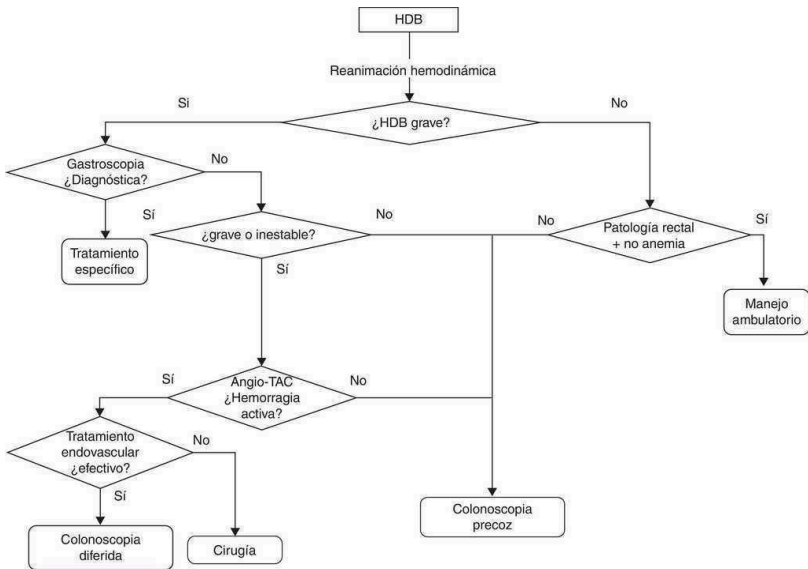 HDB
Reanimación hemodinámica
Si
No
¿HDB grave?
Gastroscopia
¿Diagnóstica?
No
Sí
Tratamiento
específico
¿grave o inestable?
No
No
Patología rectal
+ no anemia
Sí
Manejo
ambulatorio
Sí
Sí
Angio-TAC
¿Hemorragia
activa?
No
Tratamiento
endovascular
¿efectivo?
No
Sí
Colonoscopia
diferida
Cirugía
Colonoscopia
precoz